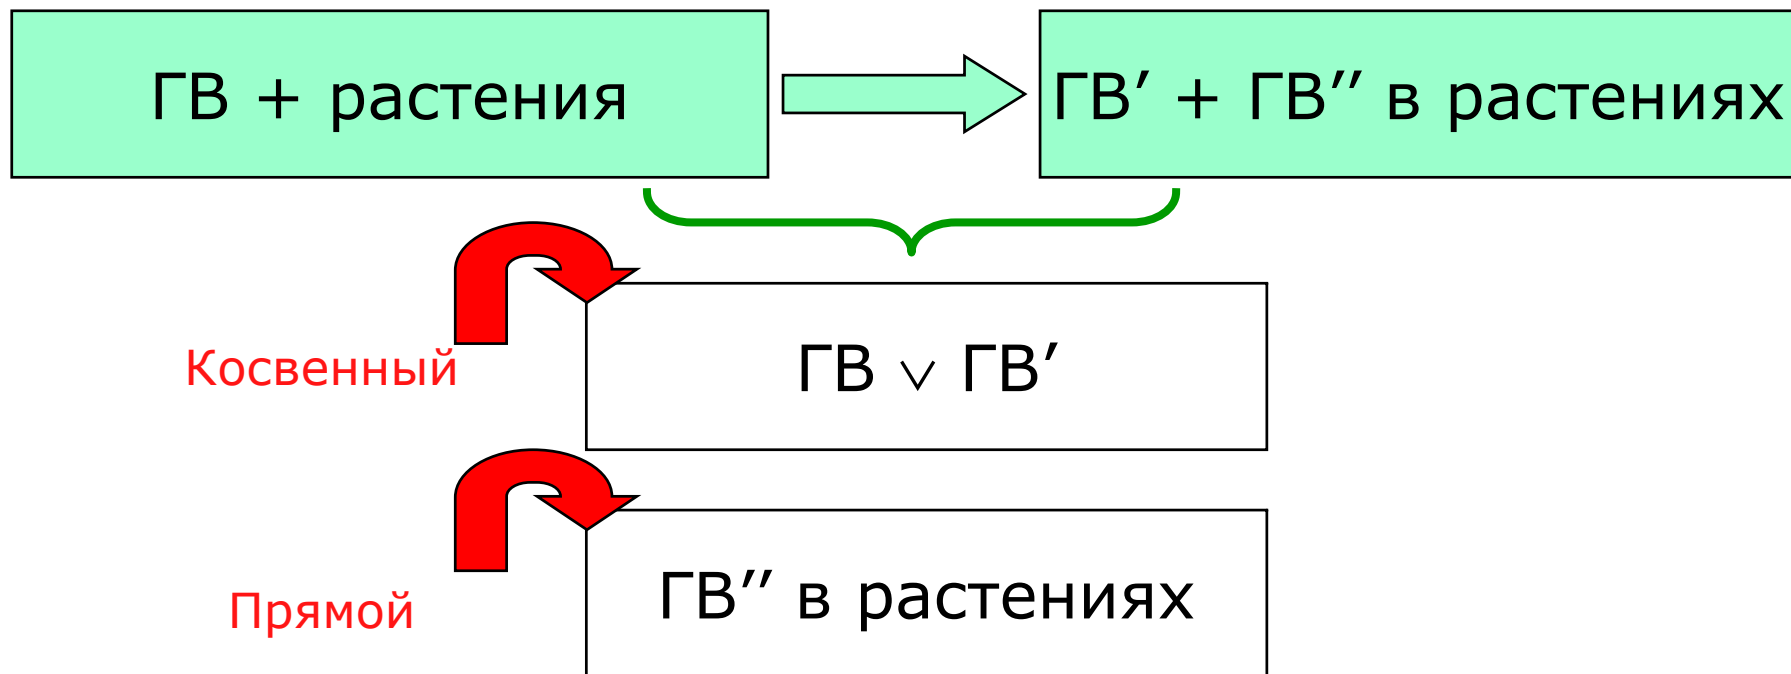 ГВ + растения
ГВ′ + ГВ′′ в растениях
Косвенный
ГВ ∨ ГВ′
Прямой
ГВ′′ в растениях